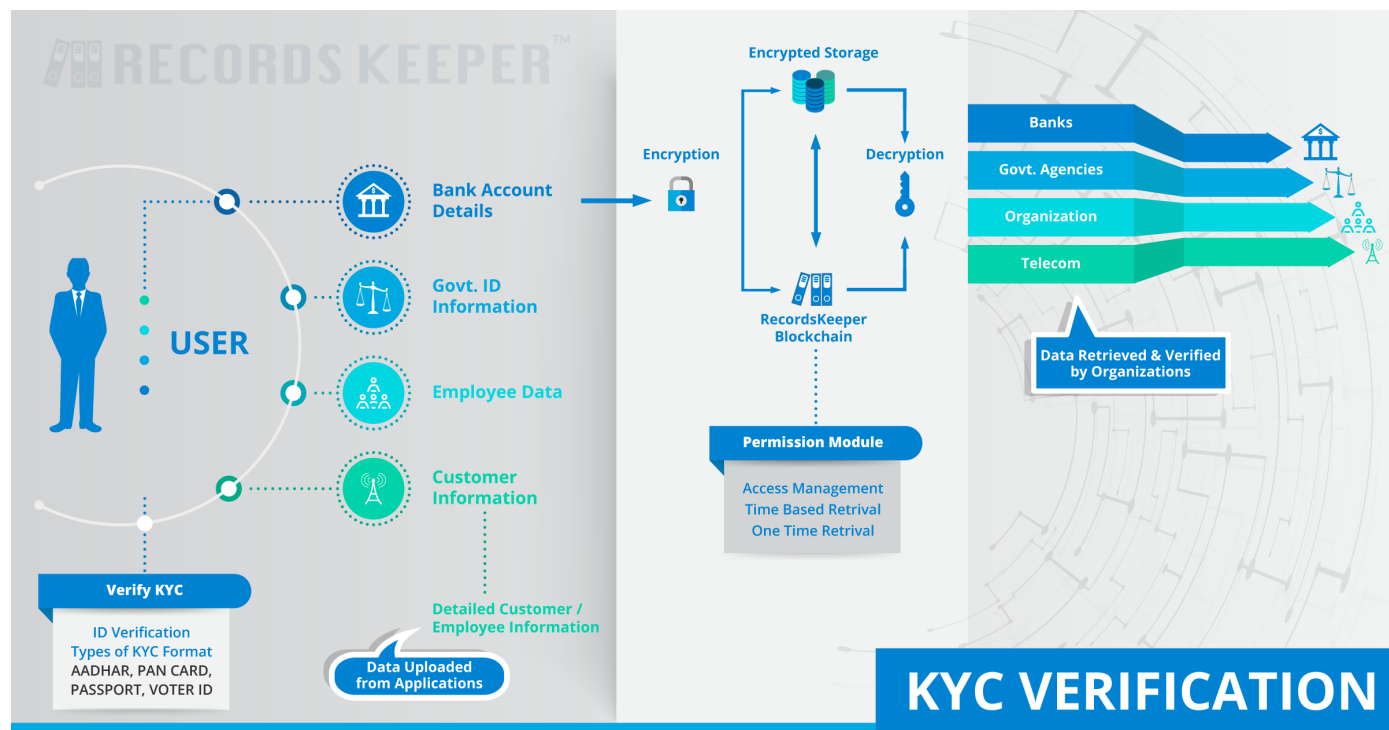 RECORDS KEEPER™
USER
Bank Account
Details
Govt. ID
Information
Employee Data
Customer
Information
Detailed Customer /
Employee Information
Data Uploaded
from Applications
Verify KYC
ID Verification
Types of KYC Format
AADHAR, PAN CARD,
PASSPORT, VOTER ID
Encryption
Encrypted Storage
Decryption
RecordsKeeper
Blockchain
Permission Module
Access Management
Time Based Retrival
One Time Retrival
Banks
Govt. Agencies
Organization
Telecom
Data Retrieved & Verified
by Organizations
KYC VERIFICATION